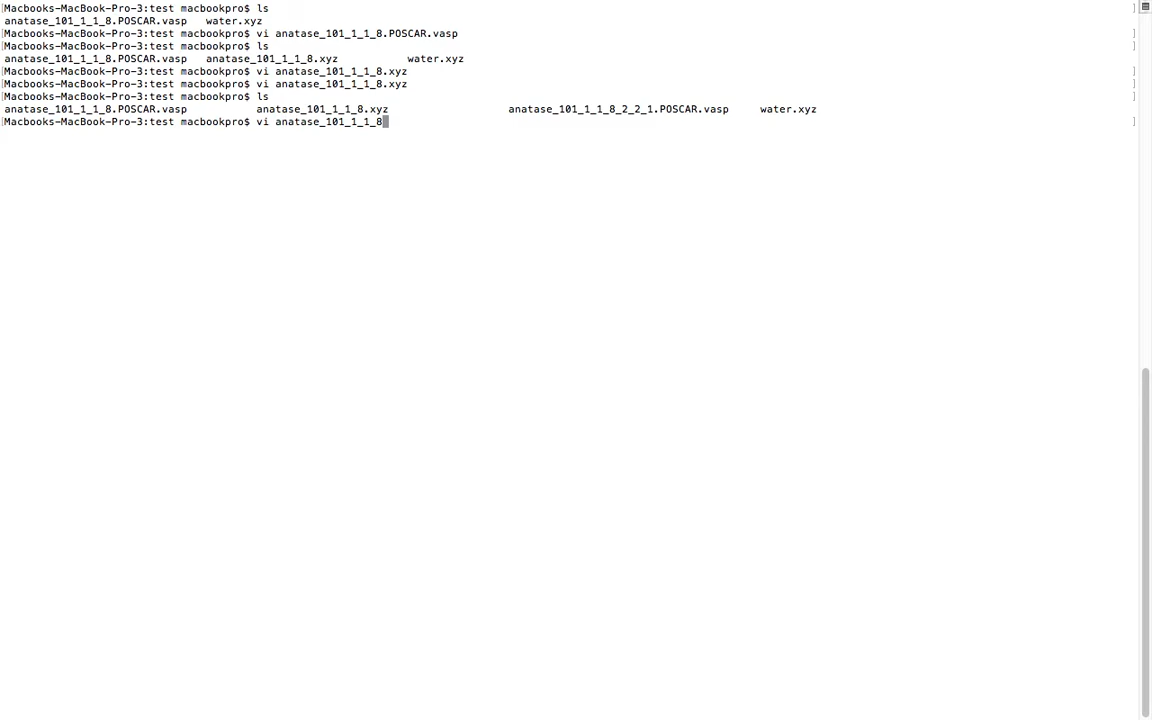 [Macbooks-MacBook-Pro-3:test macbookpro$ ls ]
anatase_101_1_1_8.POSCAR.vasp water.xyz
[Macbooks-MacBook-Pro-3:test macbookpro$ vi anatase_101_1_1_8.POSCAR.vasp ]
[Macbooks-MacBook-Pro-3:test macbookpro$ ls ]
anatase_101_1_1_8.POSCAR.vasp anatase_101_1_1_8.xyz water.xyz
[Macbooks-MacBook-Pro-3:test macbookpro$ vi anatase_101_1_1_8.xyz ]
[Macbooks-MacBook-Pro-3:test macbookpro$ vi anatase_101_1_1_8.xyz ]
[Macbooks-MacBook-Pro-3:test macbookpro$ ls ]
anatase_101_1_1_8.POSCAR.vasp anatase_101_1_1_8.xyz anatase_101_1_1_8_2_2_1.POSCAR.vasp water.xyz
[Macbooks-MacBook-Pro-3:test macbookpro$ vi anatase_101_1_1_8 ]